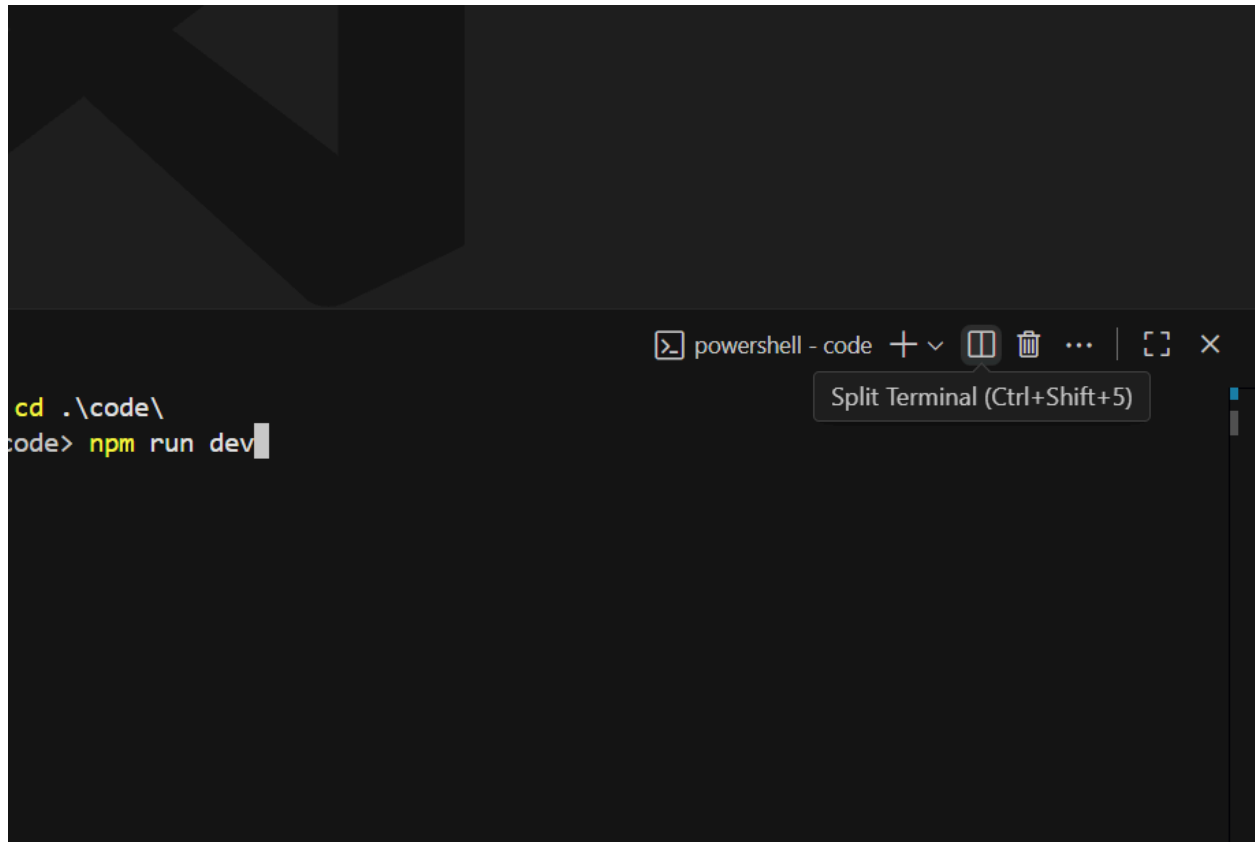 powershell - code
Split Terminal (Ctrl+Shift+5)
cd .\code\
code> npm run dev